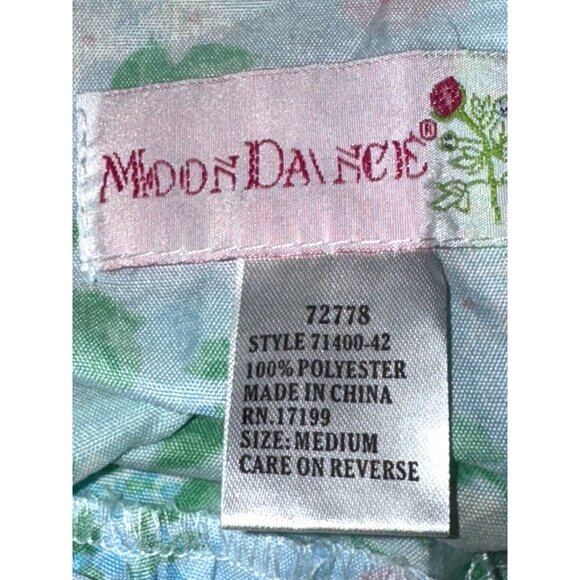 MOONDANCE®
72778
STYLE 71400-42
100% POLYESTER
MADE IN CHINA
RN.17199
SIZE: MEDIUM
CARE ON REVERSE